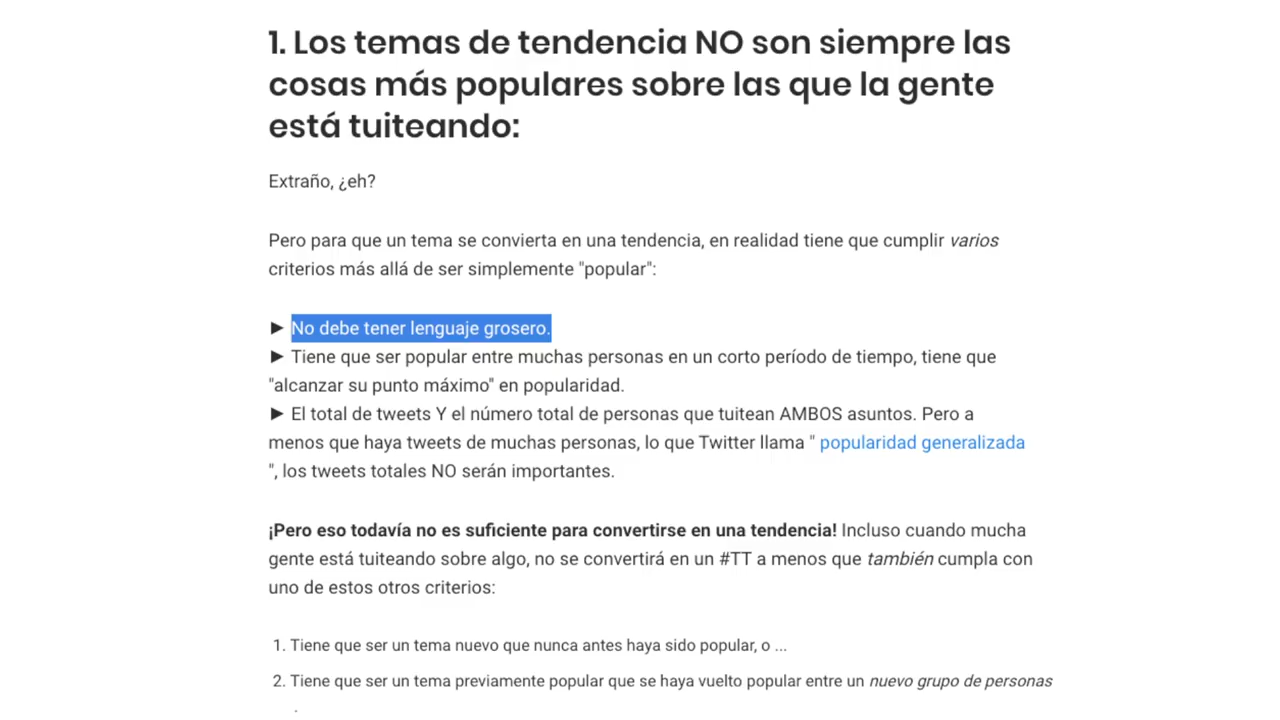 1. Los temas de tendencia NO son siempre las
cosas más populares sobre las que la gente
está tuiteando:
Extraño, ¿eh?
Pero para que un tema se convierta en una tendencia, en realidad tiene que cumplir varios
criterios más allá de ser simplemente "popular":
► No debe tener lenguaje grosero.
► Tiene que ser popular entre muchas personas en un corto período de tiempo, tiene que
"alcanzar su punto máximo" en popularidad.
► El total de tweets Y el número total de personas que tuitean AMBOS asuntos. Pero a
menos que haya tweets de muchas personas, lo que Twitter llama " popularidad generalizada
", los tweets totales NO serán importantes.
¡Pero eso todavía no es suficiente para convertirse en una tendencia! Incluso cuando mucha
gente está tuiteando sobre algo, no se convertirá en un #TT a menos que también cumpla con
uno de estos otros criterios:
1. Tiene que ser un tema nuevo que nunca antes haya sido popular, o ...
2. Tiene que ser un tema previamente popular que se haya vuelto popular entre un nuevo grupo de personas